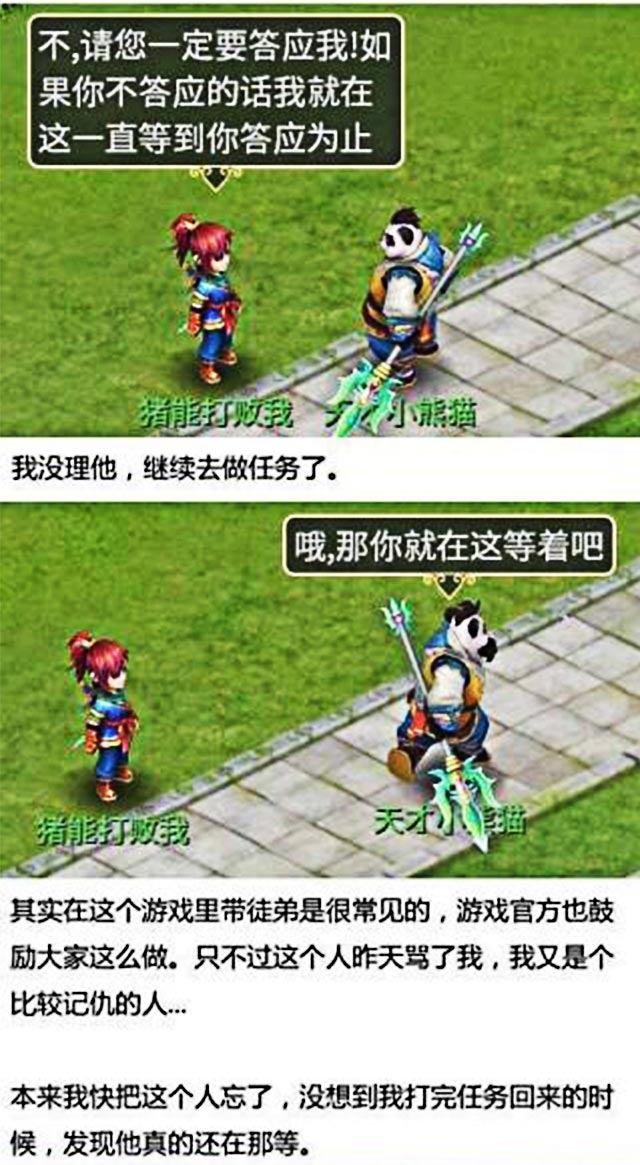 不,请您一定要答应我!如
果你不答应的话我就在
这一直等到你答应为止
猪能打败我 天才小熊猫
我没理他，继续去做任务了。
哦,那你就在这等着吧
猪能打败我 天才小熊猫
其实在这个游戏里带徒弟是很常见的，游戏官方也鼓
励大家这么做。只不过这个人昨天骂了我，我又是个
比较记仇的人...
本来我快把这个人忘了，没想到我打完任务回来的时
候，发现他真的还在那等。